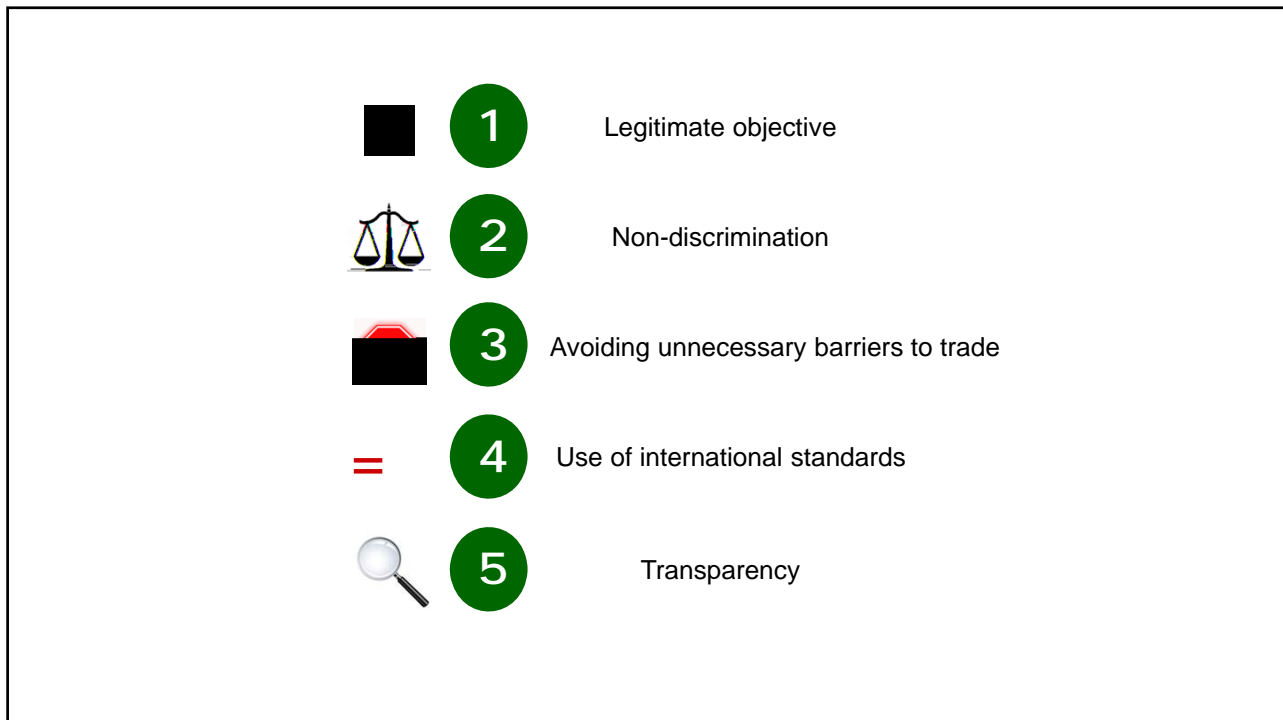 1 Legitimate objective
2 Non-discrimination
3 Avoiding unnecessary barriers to trade
= 4 Use of international standards
5 Transparency